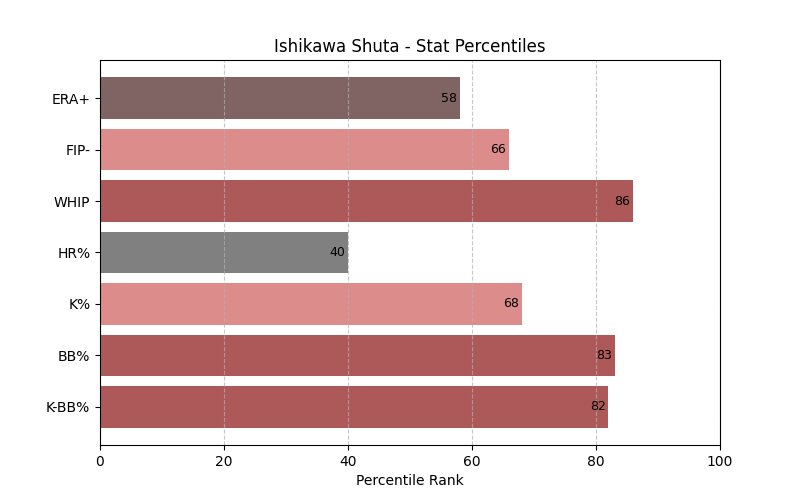 Ishikawa Shuta - Stat Percentiles
ERA+ 58
FIP- 66
WHIP 86
HR% 40
K% 68
BB% 83
K-BB% 82
0 20 40 60 80 100
Percentile Rank